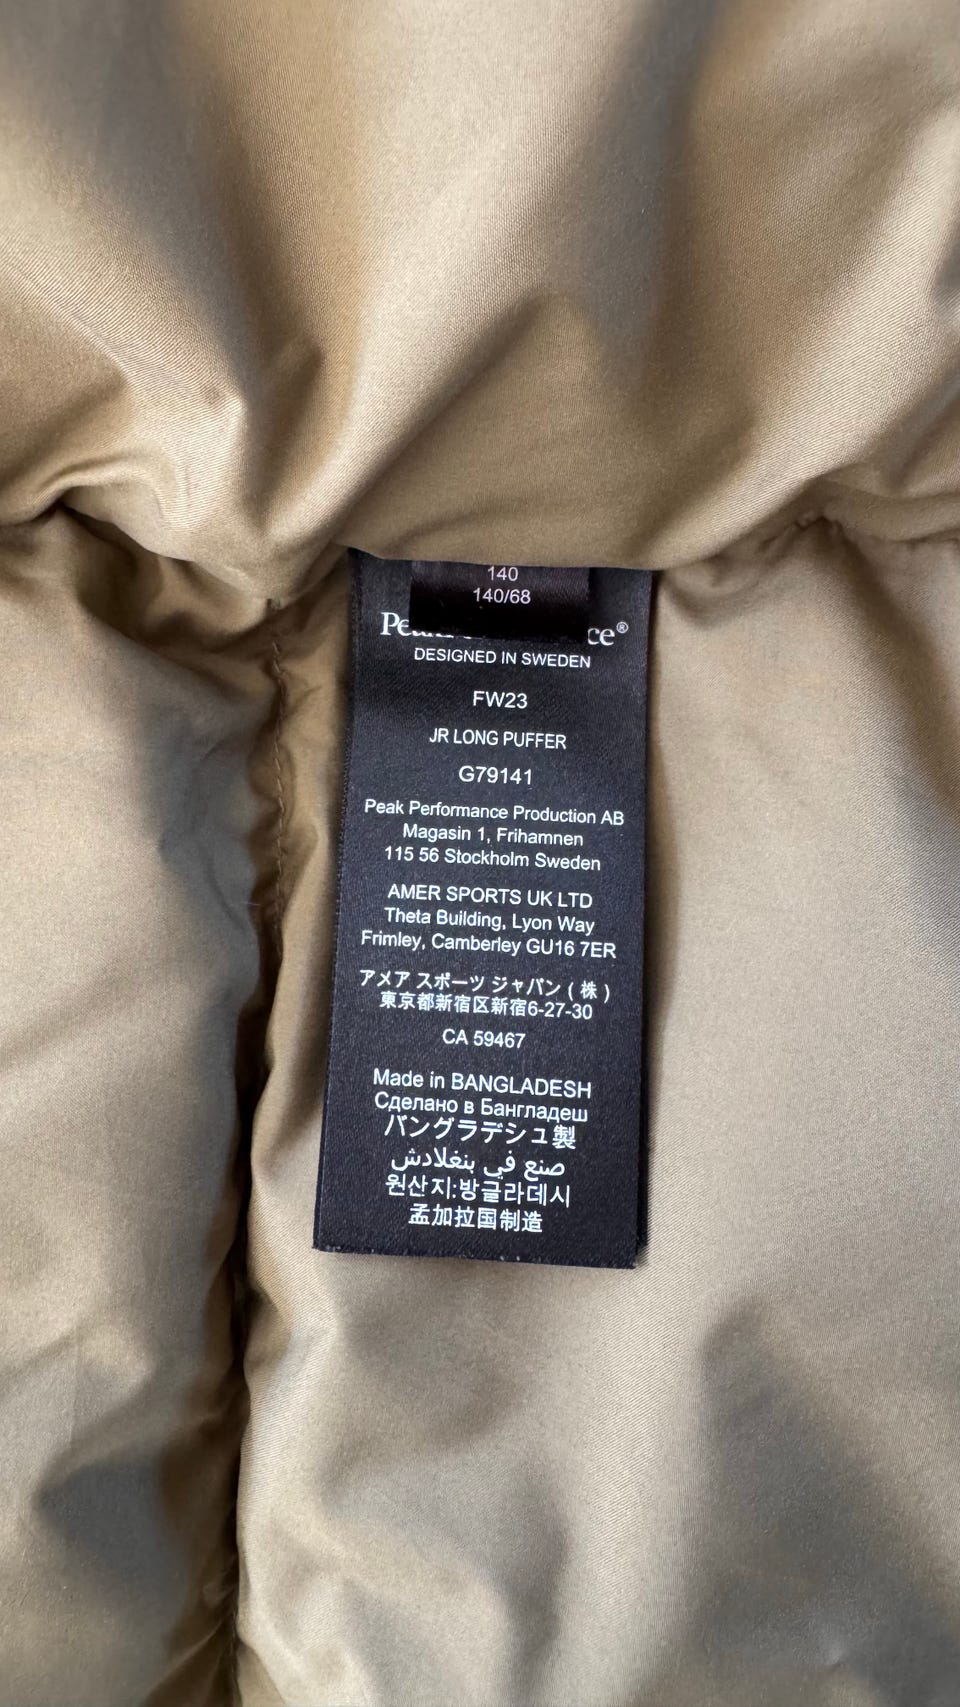 140
140/68
DESIGNED IN SWEDEN
FW23
JR LONG PUFFER
G79141
Peak Performance Production AB
Magasin 1, Frihamnen
115 56 Stockholm Sweden
AMER SPORTS UK LTD
Theta Building, Lyon Way
Frimley, Camberley GU16 7ER
アメア スポーツ ジャパン ( 株 )
東京都新宿区新宿6-27-30
CA 59467
Made in BANGLADESH
Сделано в Бангладеш
バングラデシュ製
صنع في بنغلادش
원산지:방글라데시
孟加拉国制造